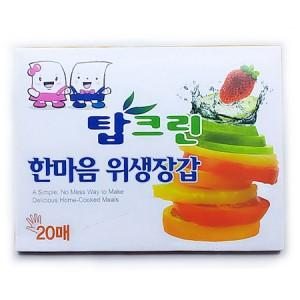 탑크린
한마음 위생장갑
A Simple, No Mess Way to Make
Delicious Home-Cooked Meals
20매